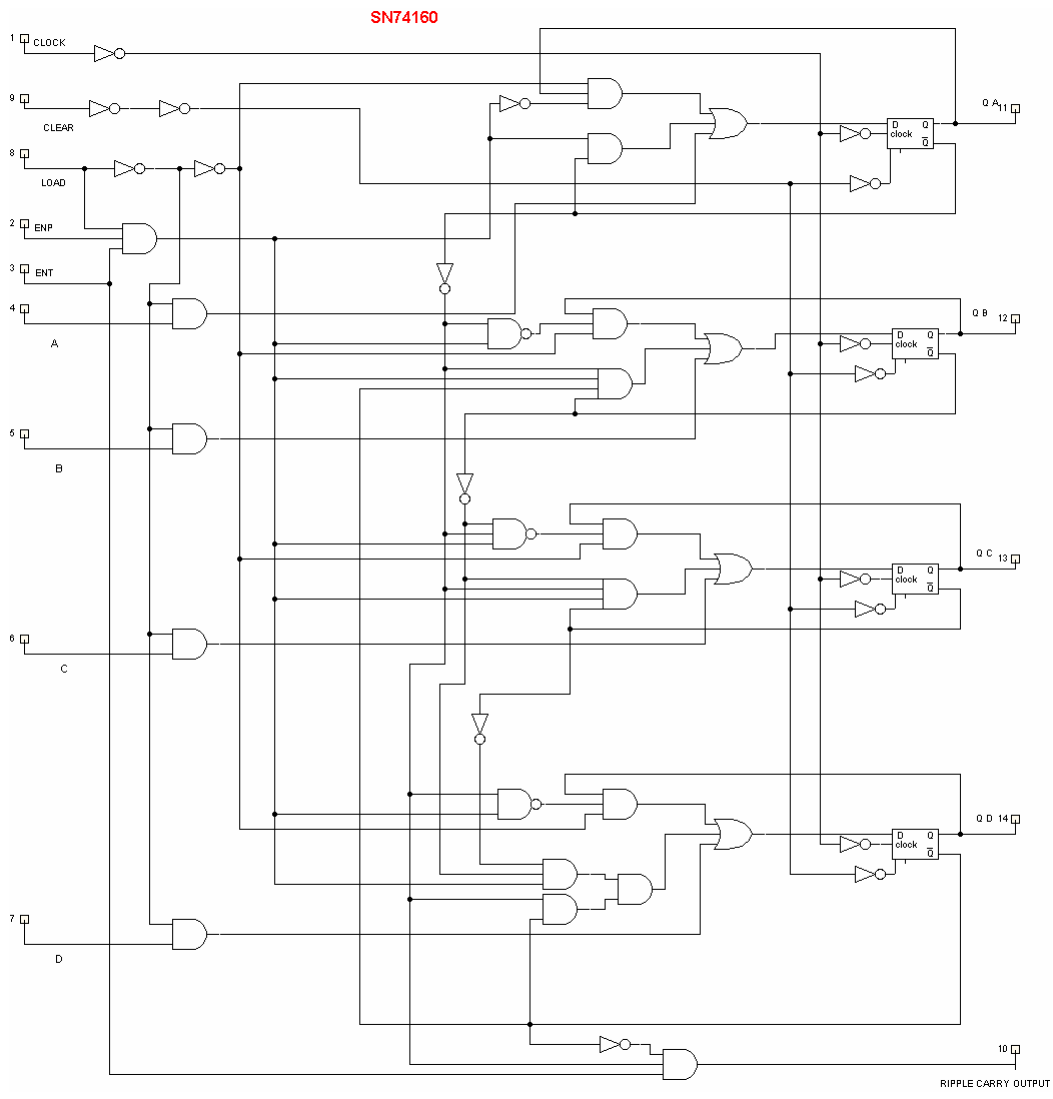 SN74160
1 CLOCK
9
CLEAR
8
LOAD
2 ENP
3 ENT
4
A
5
B
6
C
7
D
Q A 11
D Q
clock
Q
Q B 12
D Q
clock
Q
Q C 13
D Q
clock
Q
Q D 14
D Q
clock
Q
10
RIPPLE CARRY OUTPUT